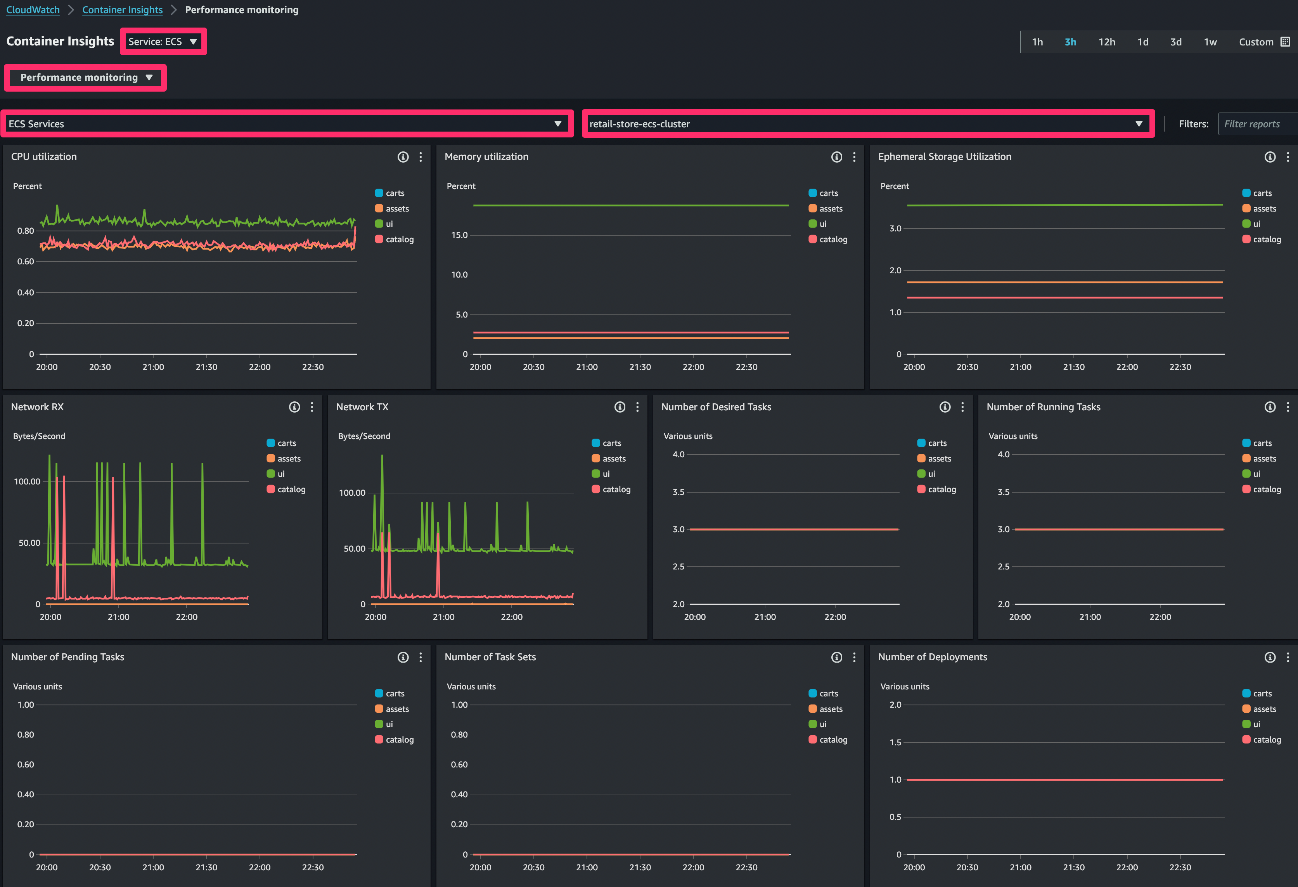 CloudWatch > Container Insights > Performance monitoring
Container Insights Service: ECS
1h 3h 12h 1d 3d 1w Custom
Performance monitoring
ECS Services retail-store-ecs-cluster Filters: Filter reports
CPU utilization
Percent
0.80
0.60
0.40
0.20
0
20:00 20:30 21:00 21:30 22:00 22:30
carts
assets
ui
catalog
Memory utilization
Percent
15.0
10.0
5.0
0
20:00 20:30 21:00 21:30 22:00 22:30
carts
assets
ui
catalog
Ephemeral Storage Utilization
Percent
3.0
2.0
1.0
0
20:00 20:30 21:00 21:30 22:00 22:30
carts
assets
ui
catalog
Network RX
Bytes/Second
100.00
50.00
0
20:00 21:00 22:00
carts
assets
ui
catalog
Network TX
Bytes/Second
100.00
50.00
0
20:00 21:00 22:00
carts
assets
ui
catalog
Number of Desired Tasks
Various units
4.0
3.5
3.0
2.5
2.0
20:00 21:00 22:00
carts
assets
ui
catalog
Number of Running Tasks
Various units
4.0
3.5
3.0
2.5
2.0
20:00 21:00 22:00
carts
assets
ui
catalog
Number of Pending Tasks
Various units
1.00
0.80
0.60
0.40
0.20
0
20:00 20:30 21:00 21:30 22:00 22:30
carts
assets
ui
catalog
Number of Task Sets
Various units
1.00
0.80
0.60
0.40
0.20
0
20:00 20:30 21:00 21:30 22:00 22:30
carts
assets
ui
catalog
Number of Deployments
Various units
2.0
1.5
1.0
0.5
0
20:00 20:30 21:00 21:30 22:00 22:30
carts
assets
ui
catalog